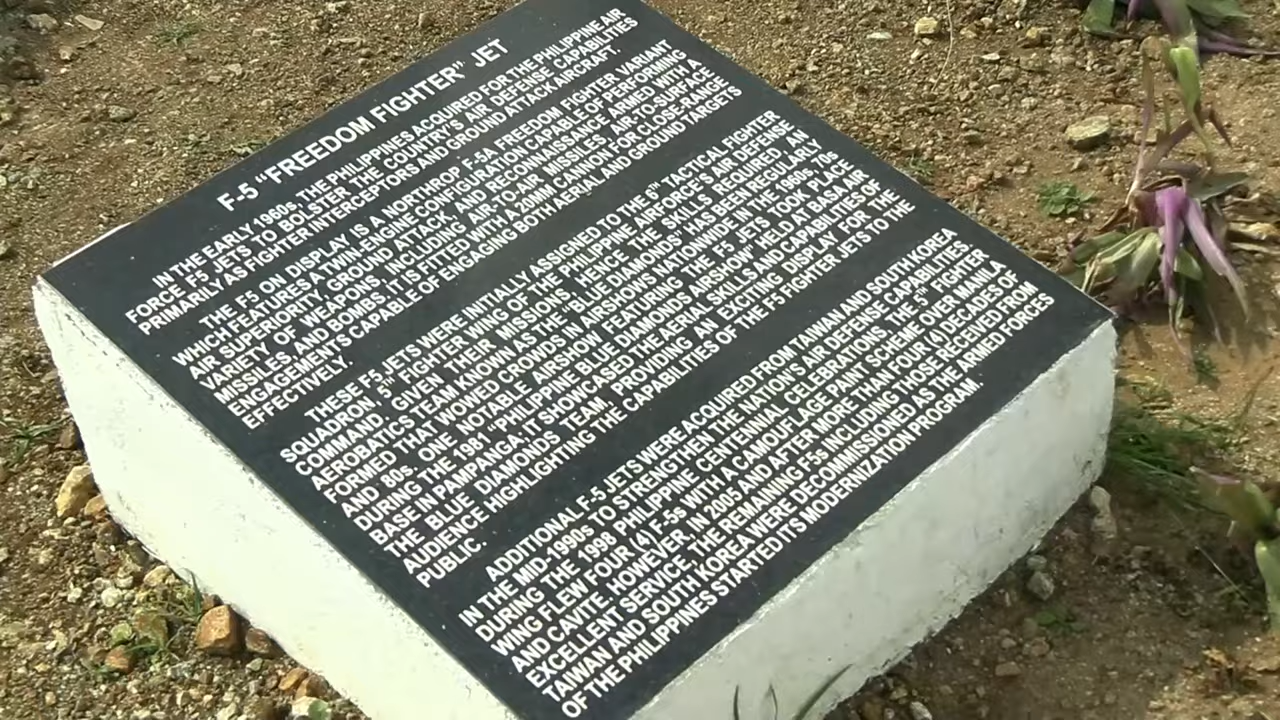 F-5 "FREEDOM FIGHTER" JET
IN THE EARLY 1960s, THE PHILIPPINES ACQUIRED FOR THE PHILIPPINE AIR
FORCE F5 JETS TO BOLSTER THE COUNTRY'S AIR DEFENSE CAPABILITIES
PRIMARILY AS FIGHTER INTERCEPTORS AND GROUND ATTACK AIRCRAFT.
THE F5 ON DISPLAY IS A NORTHROP F-5A FREEDOM FIGHTER VARIANT
WHICH FEATURES A TWIN-ENGINE CONFIGURATION CAPABLE OF PERFORMING
AIR SUPERIORITY, GROUND ATTACK, AND RECONNAISSANCE ARMED WITH A
VARIETY OF WEAPONS, INCLUDING AIR-TO-AIR MISSILES, AIR-TO-SURFACE
MISSILES, AND BOMBS, IT IS FITTED WITH A 20MM CANNON FOR CLOSE-RANGE
ENGAGEMENTS CAPABLE OF ENGAGING BOTH AERIAL AND GROUND TARGETS
EFFECTIVELY.
THESE F5 JETS WERE INITIALLY ASSIGNED TO THE 6th TACTICAL FIGHTER
SQUADRON, 5th FIGHTER WING OF THE PHILIPPINE AIRFORCE'S AIR DEFENSE
COMMAND. GIVEN THEIR MISSIONS, HENCE THE SKILLS REQUIRED, AN
AEROBATICS TEAM KNOWN AS THE 'BLUE DIAMONDS' HAS BEEN REGULARLY
FORMED THAT WOWED CROWDS IN AIRSHOWS NATIONWIDE IN THE 1960s, 70s
AND 80s. ONE NOTABLE AIRSHOW FEATURING THE F5 JETS TOOK PLACE
DURING THE 1981 "PHILIPPINE BLUE DIAMONDS AIRSHOW" HELD AT BASA AIR
BASE IN PAMPANGA. IT SHOWCASED THE AERIAL SKILLS AND CAPABILITIES OF
THE BLUE DIAMONDS TEAM, PROVIDING AN EXCITING DISPLAY FOR THE
AUDIENCE HIGHLIGHTING THE CAPABILITIES OF THE F5 FIGHTER JETS TO THE
PUBLIC.
ADDITIONAL F-5 JETS WERE ACQUIRED FROM TAIWAN AND SOUTH KOREA
IN THE MID-1990s TO STRENGTHEN THE NATION'S AIR DEFENSE CAPABILITIES.
DURING THE 1998 PHILIPPINE CENTENNIAL CELEBRATIONS, THE 5th FIGHTER
WING FLEW FOUR (4) F-5s WITH A CAMOUFLAGE PAINT SCHEME OVER MANILA
AND CAVITE. HOWEVER, IN 2005 AND AFTER MORE THAN FOUR (4) DECADES OF
EXCELLENT SERVICE, THE REMAINING F5s INCLUDING THOSE RECEIVED FROM
TAIWAN AND SOUTH KOREA WERE DECOMMISSIONED AS THE ARMED FORCES
OF THE PHILIPPINES STARTED ITS MODERNIZATION PROGRAM.